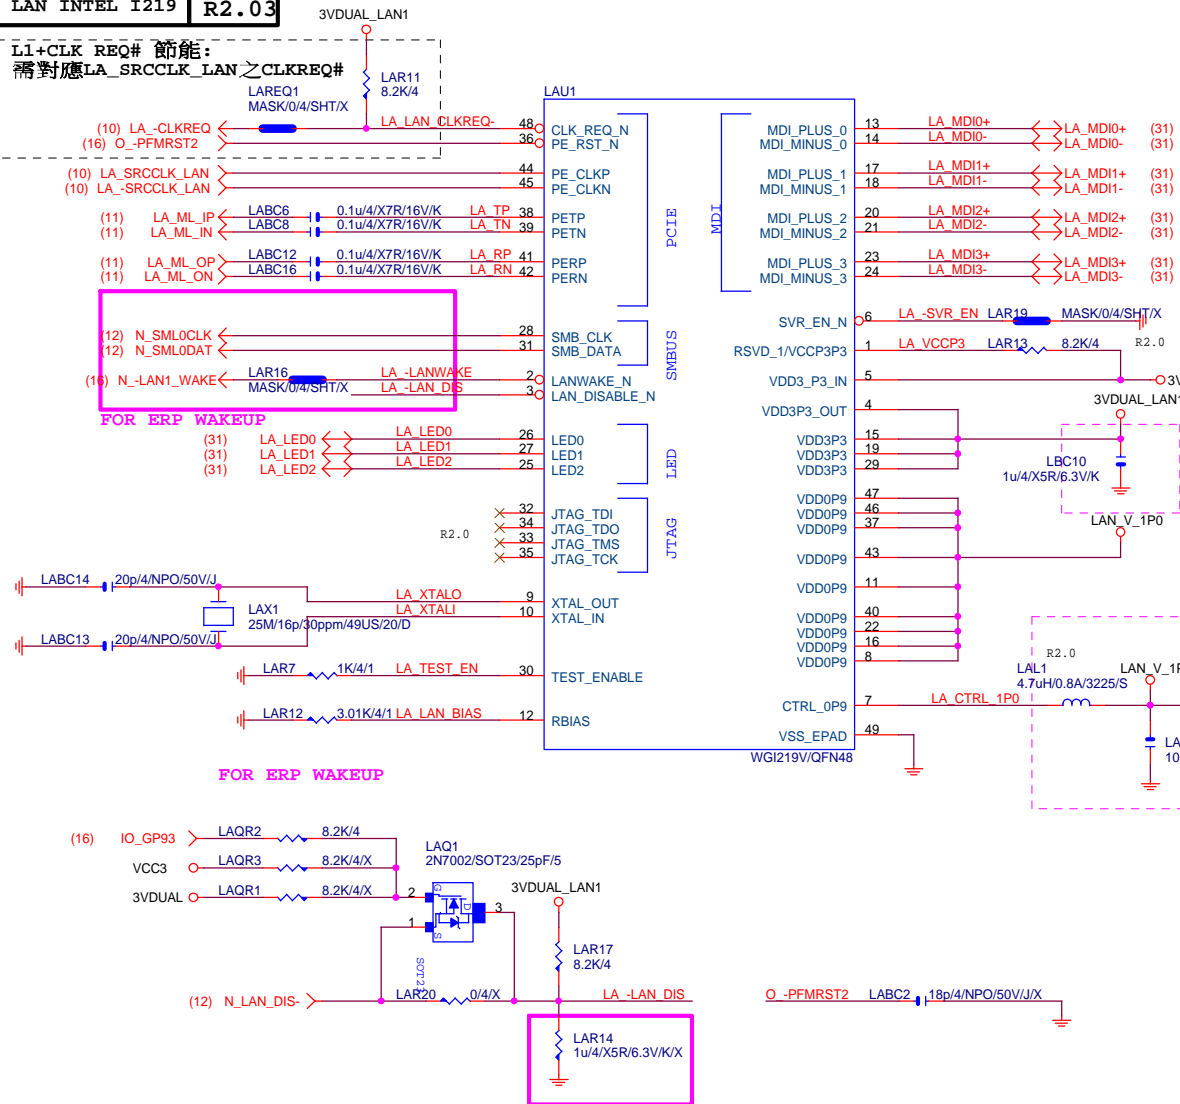 LAN INTEL I219 R2.03
3VDUAL_LAN1
L1+CLK REQ# 節能:
需對應LA_SRCCLK_LAN之CLKREQ#
LAREQ1
MASK/0/4/SHT/X
LAR11
8.2K/4
LAU1
(10) LA_-CLKREQ LA_LAN_CLKREQ- 48 CLK_REQ_N
(16) O_-PFMRST2 36 PE_RST_N
(10) LA_SRCCLK_LAN 44 PE_CLKP
(10) LA_-SRCCLK_LAN 45 PE_CLKN
(11) LA_ML_IP LABC6 0.1u/4/X7R/16V/K LA_TP 38 PETP
(11) LA_ML_IN LABC8 0.1u/4/X7R/16V/K LA_TN 39 PETN
(11) LA_ML_OP LABC12 0.1u/4/X7R/16V/K LA_RP 41 PERP
(11) LA_ML_ON LABC16 0.1u/4/X7R/16V/K LA_RN 42 PERN
PCIE
MDI
MDI_PLUS_0 13 LA_MDI0+ LA_MDI0+ (31)
MDI_MINUS_0 14 LA_MDI0- LA_MDI0- (31)
MDI_PLUS_1 17 LA_MDI1+ LA_MDI1+ (31)
MDI_MINUS_1 18 LA_MDI1- LA_MDI1- (31)
MDI_PLUS_2 20 LA_MDI2+ LA_MDI2+ (31)
MDI_MINUS_2 21 LA_MDI2- LA_MDI2- (31)
MDI_PLUS_3 23 LA_MDI3+ LA_MDI3+ (31)
MDI_MINUS_3 24 LA_MDI3- LA_MDI3- (31)
(12) N_SML0CLK 28 SMB_CLK
(12) N_SML0DAT 31 SMB_DATA
SMBUS
(16) N_-LAN1_WAKE LAR16 LA_-LANWAKE 2 LANWAKE_N
MASK/0/4/SHT/X LA_-LAN_DIS 3 LAN_DISABLE_N
FOR ERP WAKEUP
SVR_EN_N 6 LA_-SVR_EN LAR19 MASK/0/4/SHT/X
R2.0
RSVD_1/VCCP3P3 1 LA_VCCP3 LAR13 8.2K/4
VDD3_P3_IN 5
3VDUAL_LAN1
VDD3P3_OUT 4
VDD3P3 15
VDD3P3 19
VDD3P3 29
LBC10
1u/4/X5R/6.3V/K
(31) LA_LED0 LA_LED0 26 LED0
(31) LA_LED1 LA_LED1 27 LED1
(31) LA_LED2 LA_LED2 25 LED2
LED
VDD0P9 47
VDD0P9 46
VDD0P9 37
VDD0P9 43
VDD0P9 11
VDD0P9 40
VDD0P9 22
VDD0P9 16
VDD0P9 8
LAN_V_1P0
R2.0
32 JTAG_TDI
34 JTAG_TDO
33 JTAG_TMS
35 JTAG_TCK
JTAG
LABC14 20p/4/NPO/50V/J
LA_XTALO 9 XTAL_OUT
LA_XTALI 10 XTAL_IN
LAX1
25M/16p/30ppm/49US/20/D
LABC13 20p/4/NPO/50V/J
LAR7 1K/4/1 LA_TEST_EN 30 TEST_ENABLE
LAR12 3.01K/4/1 LA_LAN_BIAS 12 RBIAS
R2.0
LAL1
4.7uH/0.8A/3225/S
CTRL_0P9 7 LA_CTRL_1P0
VSS_EPAD 49
WGI219V/QFN48
FOR ERP WAKEUP
(16) IO_GP93 LAQR2 8.2K/4
VCC3 LAQR3 8.2K/4/X
3VDUAL LAQR1 8.2K/4/X
LAQ1
2N7002/SOT23/25pF/5
2 G
D 3
1 S
3VDUAL_LAN1
LAR17
8.2K/4
(12) N_LAN_DIS- LAR20 0/4/X LA_-LAN_DIS
O_-PFMRST2 LABC2 18p/4/NPO/50V/J/X
LAR14
1u/4/X5R/6.3V/K/X